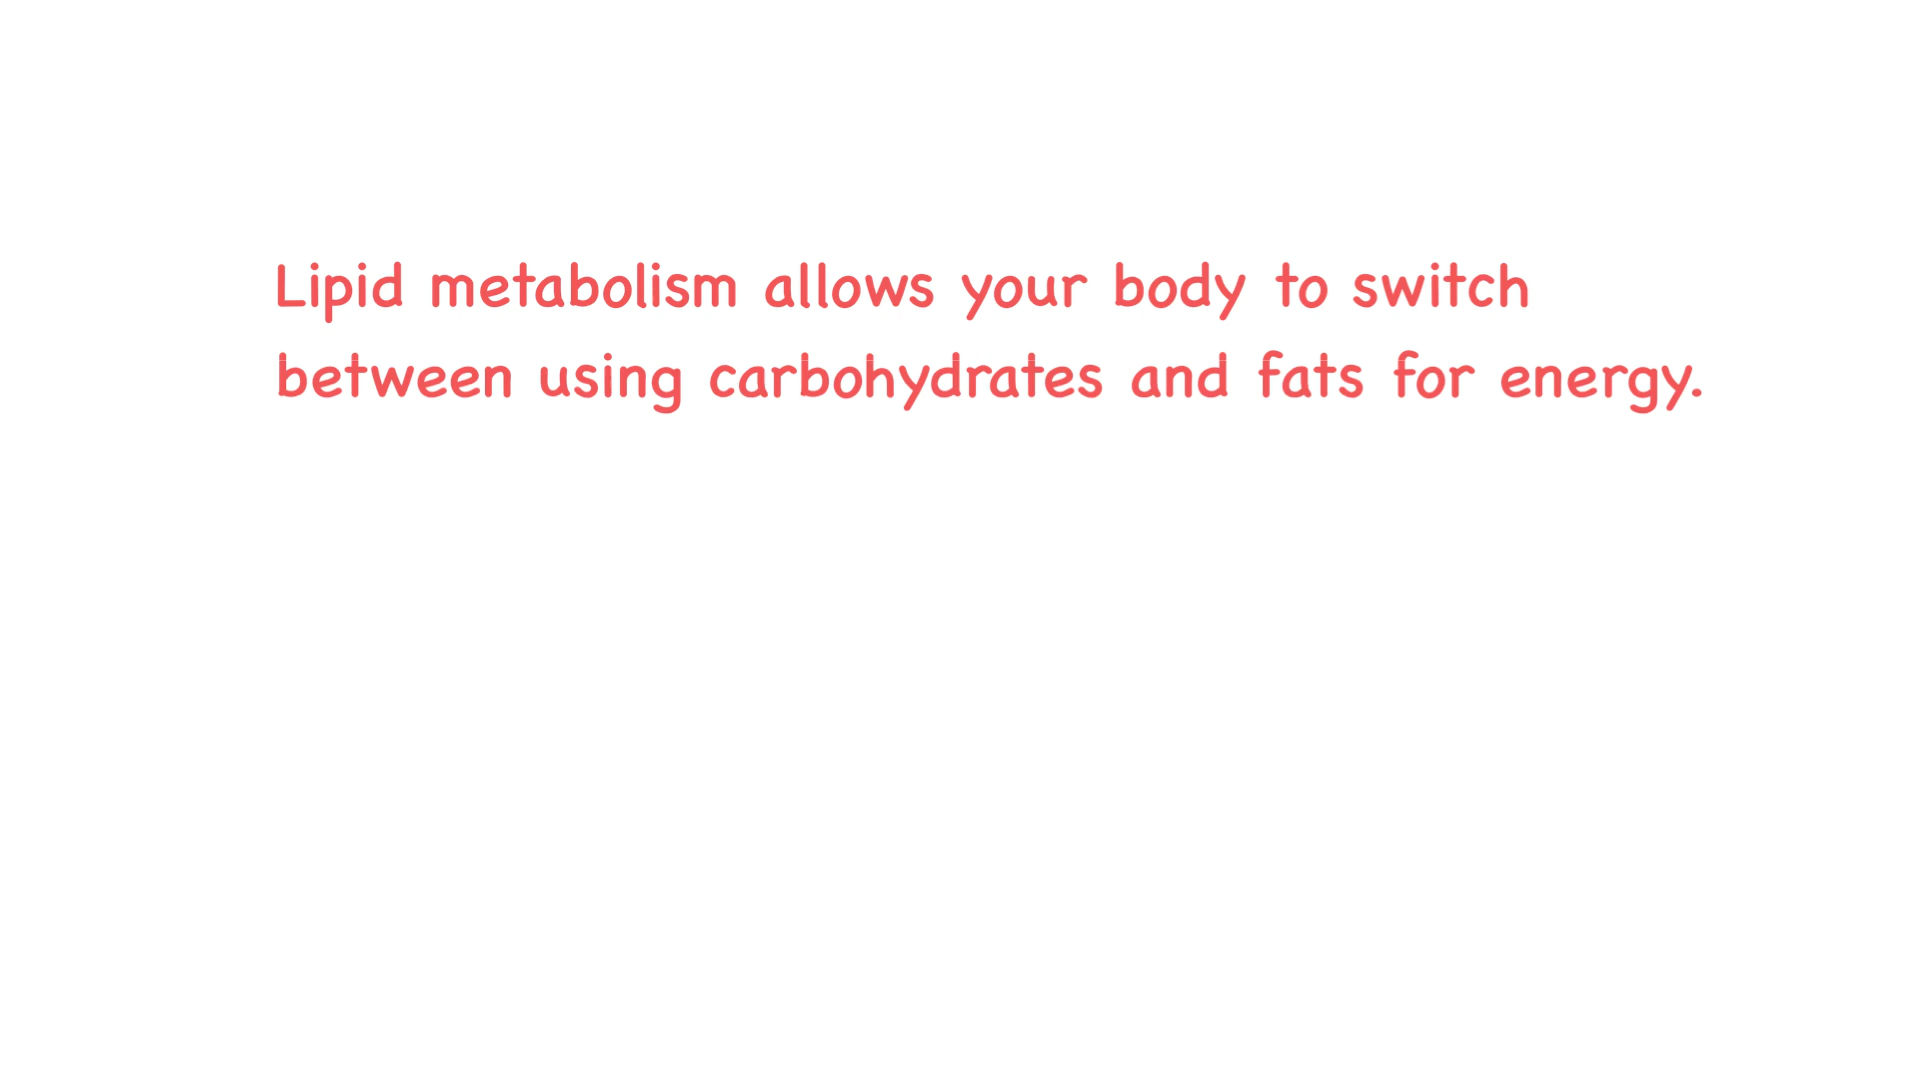 Lipid metabolism allows your body to switch
between using carbohydrates and fats for energy.